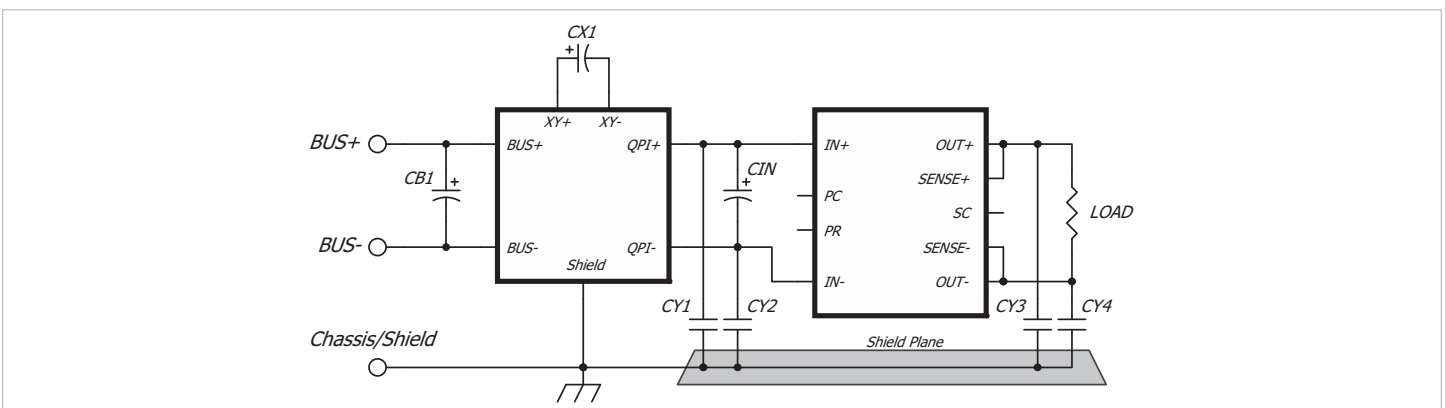 CX1
+
XY+ XY-
BUS+ BUS+ QPI+ IN+ OUT+
CB1 + CIN + SENSE+
PC
SC LOAD
PR
BUS- BUS- QPI- SENSE-
Shield
IN- OUT-
CY1 CY2 CY3 CY4
Chassis/Shield Shield Plane